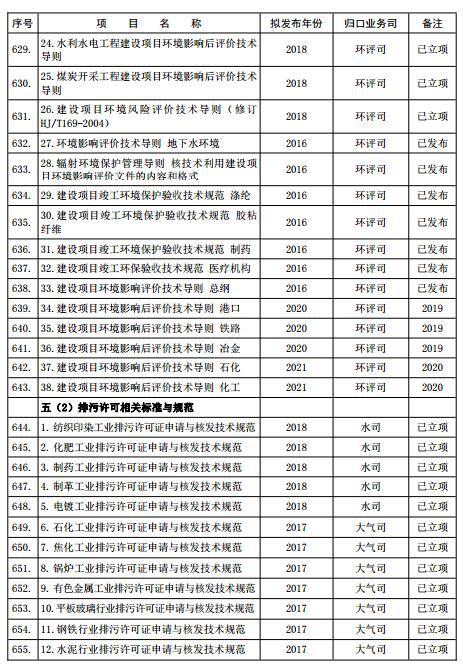 序号 项 目 名 称 拟发布年份 归口业务司 备注
629. 24.水利水电工程建设项目环境影响后评价技术导则 2018 环评司 已立项
630. 25.煤炭开采工程建设项目环境影响后评价技术导则 2018 环评司 已立项
631. 26.建设项目环境风险评价技术导则（修订HJ/T169-2004） 2018 环评司 已立项
632. 27.环境影响评价技术导则 地下水环境 2016 环评司 已发布
633. 28.辐射环境保护管理导则 核技术利用建设项目环境影响评价文件的内容和格式 2016 环评司 已发布
634. 29.建设项目竣工环境保护验收技术规范 涤纶 2016 环评司 已发布
635. 30.建设项目竣工环境保护验收技术规范 胶粘纤维 2016 环评司 已发布
636. 31.建设项目竣工环境保护验收技术规范 制药 2016 环评司 已发布
637. 32.建设项目竣工环保验收技术规范 医疗机构 2016 环评司 已发布
638. 33.建设项目环境影响评价技术导则 总纲 2016 环评司 已发布
639. 34.建设项目环境影响后评价技术导则 港口 2020 环评司 2019
640. 35.建设项目环境影响后评价技术导则 铁路 2020 环评司 2019
641. 36.建设项目环境影响后评价技术导则 冶金 2020 环评司 2019
642. 37.建设项目环境影响后评价技术导则 石化 2021 环评司 2020
643. 38.建设项目环境影响后评价技术导则 化工 2021 环评司 2020
五（2）排污许可相关标准与规范
644. 1. 纺织印染工业排污许可证申请与核发技术规范 2018 水司 已立项
645. 2. 化肥工业排污许可证申请与核发技术规范 2018 水司 已立项
646. 3. 制药工业排污许可证申请与核发技术规范 2018 水司 已立项
647. 4. 制革工业排污许可证申请与核发技术规范 2018 水司 已立项
648. 5. 电镀工业排污许可证申请与核发技术规范 2018 水司 已立项
649. 6. 石化工业排污许可证申请与核发技术规范 2017 大气司 已立项
650. 7. 焦化工业排污许可证申请与核发技术规范 2017 大气司 已立项
651. 8. 锅炉工业排污许可证申请与核发技术规范 2017 大气司 已立项
652. 9. 有色金属工业排污许可证申请与核发技术规范 2017 大气司 已立项
653. 10.平板玻璃行业排污许可证申请与核发技术规范 2017 大气司 已立项
654. 11.钢铁行业排污许可证申请与核发技术规范 2017 大气司 已立项
655. 12.水泥行业排污许可证申请与核发技术规范 2017 大气司 已立项